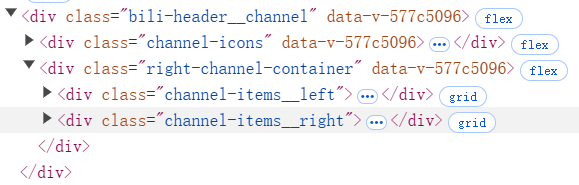 <div class="bili-header__channel" data-v-577c5096> flex
<div class="channel-icons" data-v-577c5096> … </div> flex
<div class="right-channel-container" data-v-577c5096> flex
<div class="channel-items__left"> … </div> grid
<div class="channel-items__right"> … </div> grid
</div>
</div>